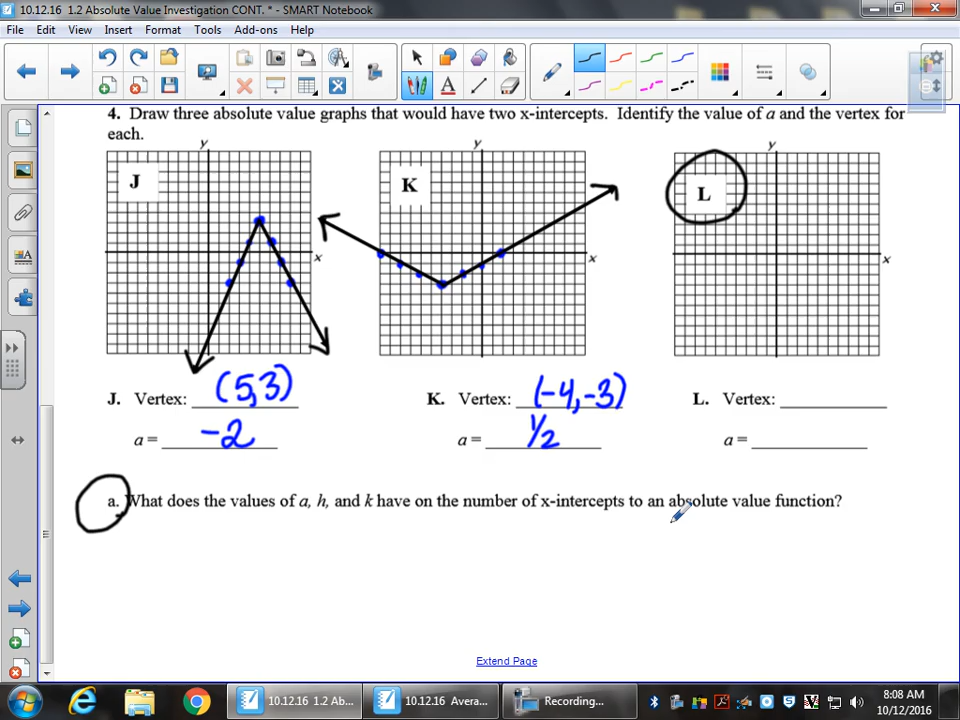 10.12.16 1.2 Absolute Value Investigation CONT. * - SMART Notebook
File Edit View Insert Format Tools Add-ons Help
4. Draw three absolute value graphs that would have two x-intercepts. Identify the value of a and the vertex for
each.
y y y
J K L
x x x
J. Vertex: (5,3) K. Vertex: (-4,-3) L. Vertex:
a = -2 a = 1/2 a =
a. What does the values of a, h, and k have on the number of x-intercepts to an absolute value function?
Extend Page
10.12.16 1.2 Ab... 10.12.16 Avera... Recording...
8:08 AM
10/12/2016